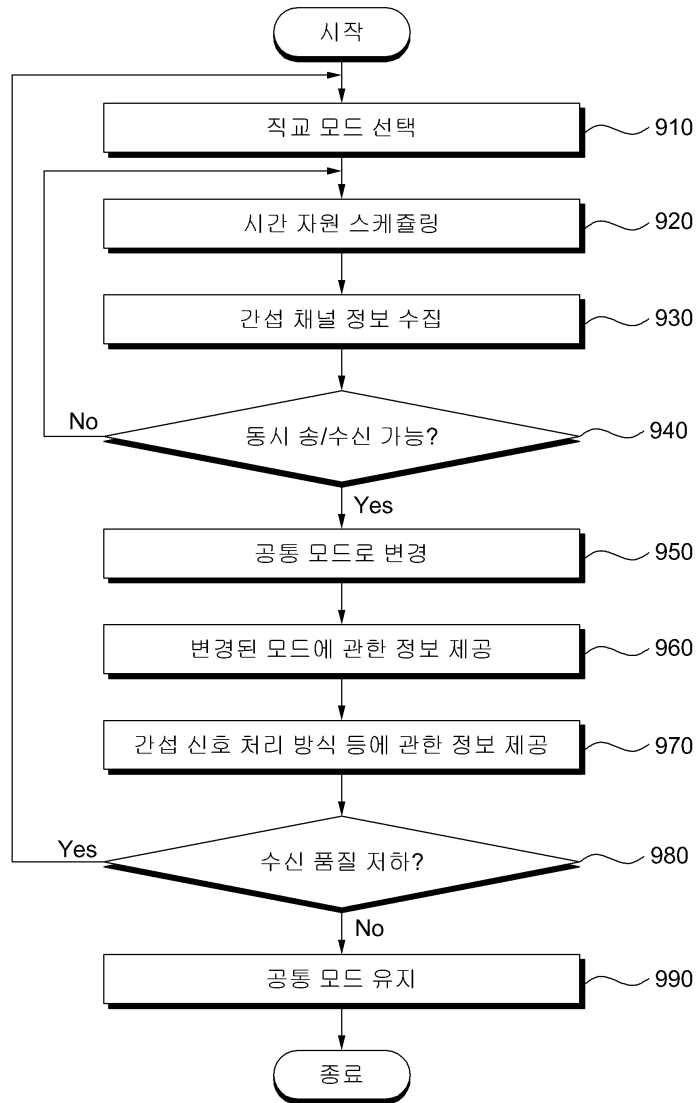 시작
직교 모드 선택
910
시간 자원 스케쥴링
920
간섭 채널 정보 수집
930
No
동시 송/수신 가능?
940
Yes
공통 모드로 변경
950
변경된 모드에 관한 정보 제공
960
간섭 신호 처리 방식 등에 관한 정보 제공
970
Yes
수신 품질 저하?
980
No
공통 모드 유지
990
종료